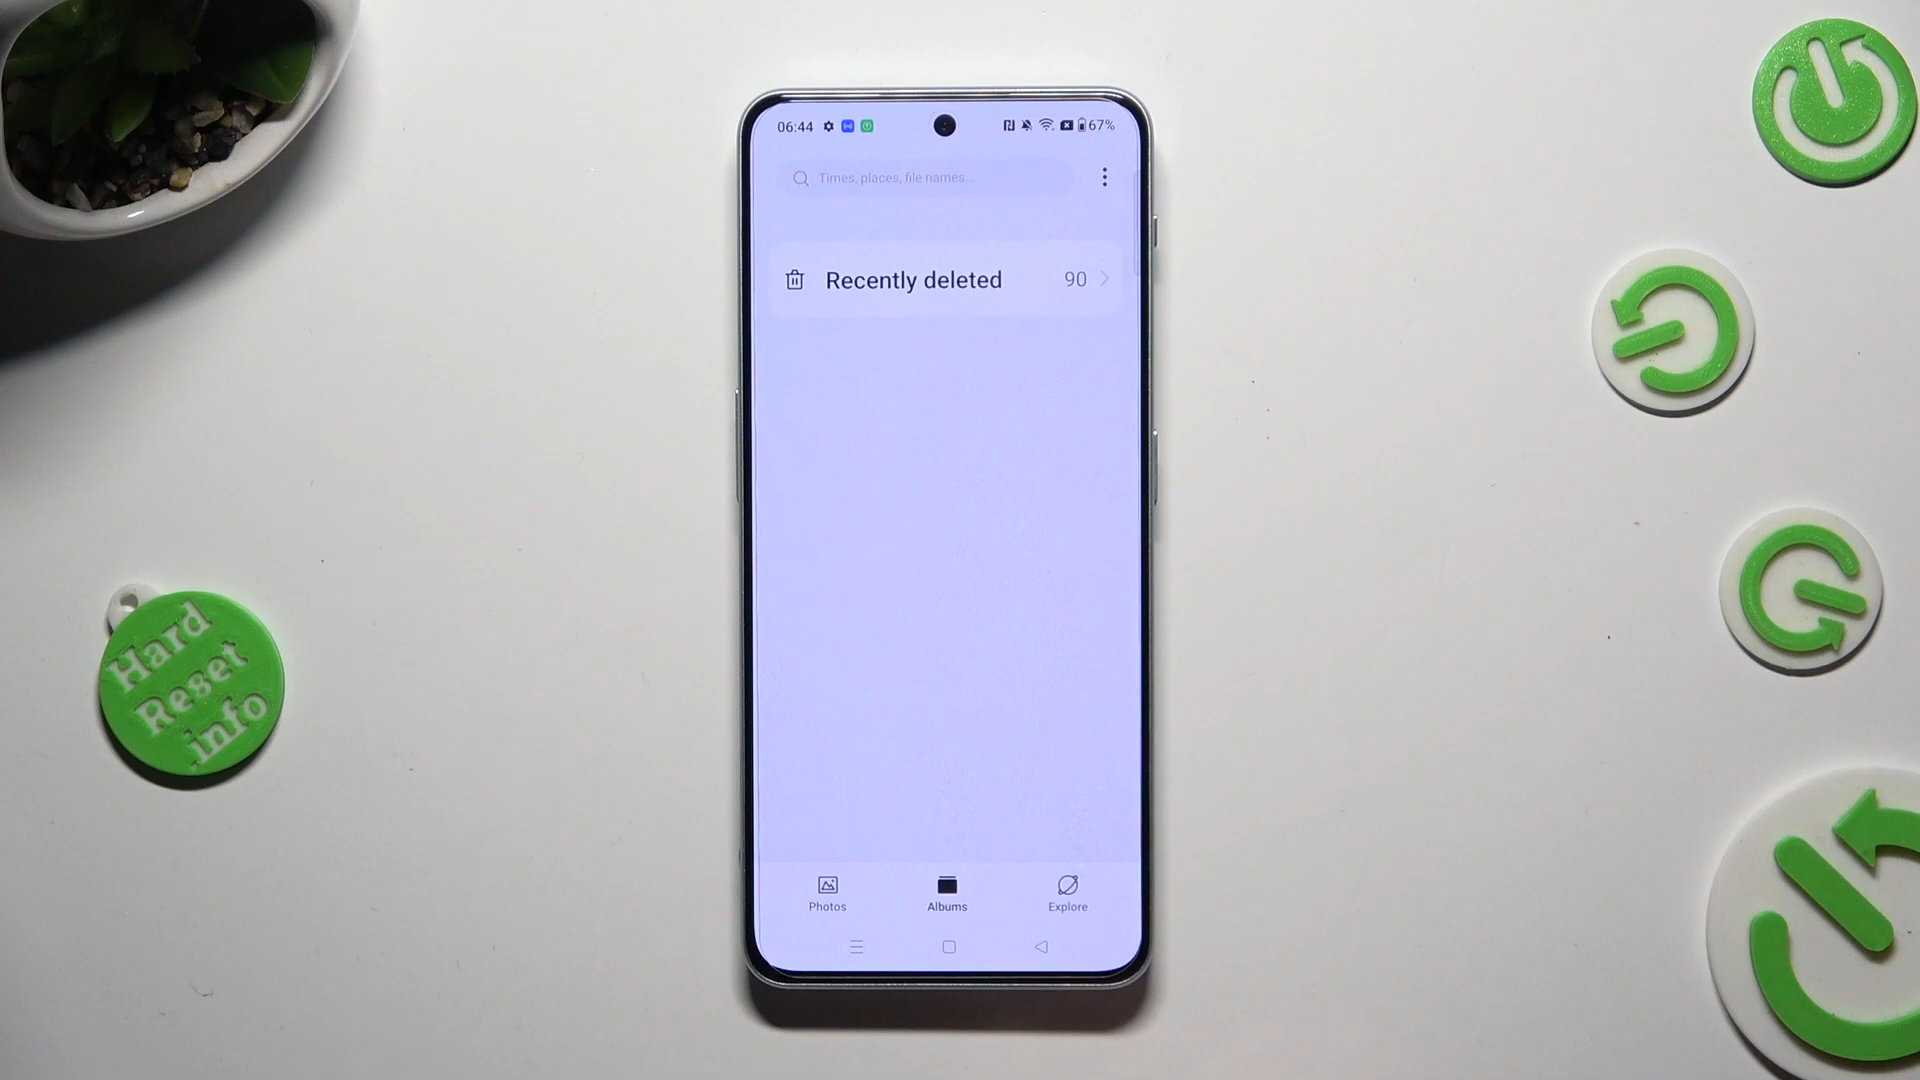 06:44 67%
Times, places, file names...
Recently deleted 90
Photos Albums Explore
Hard
Reset
.info